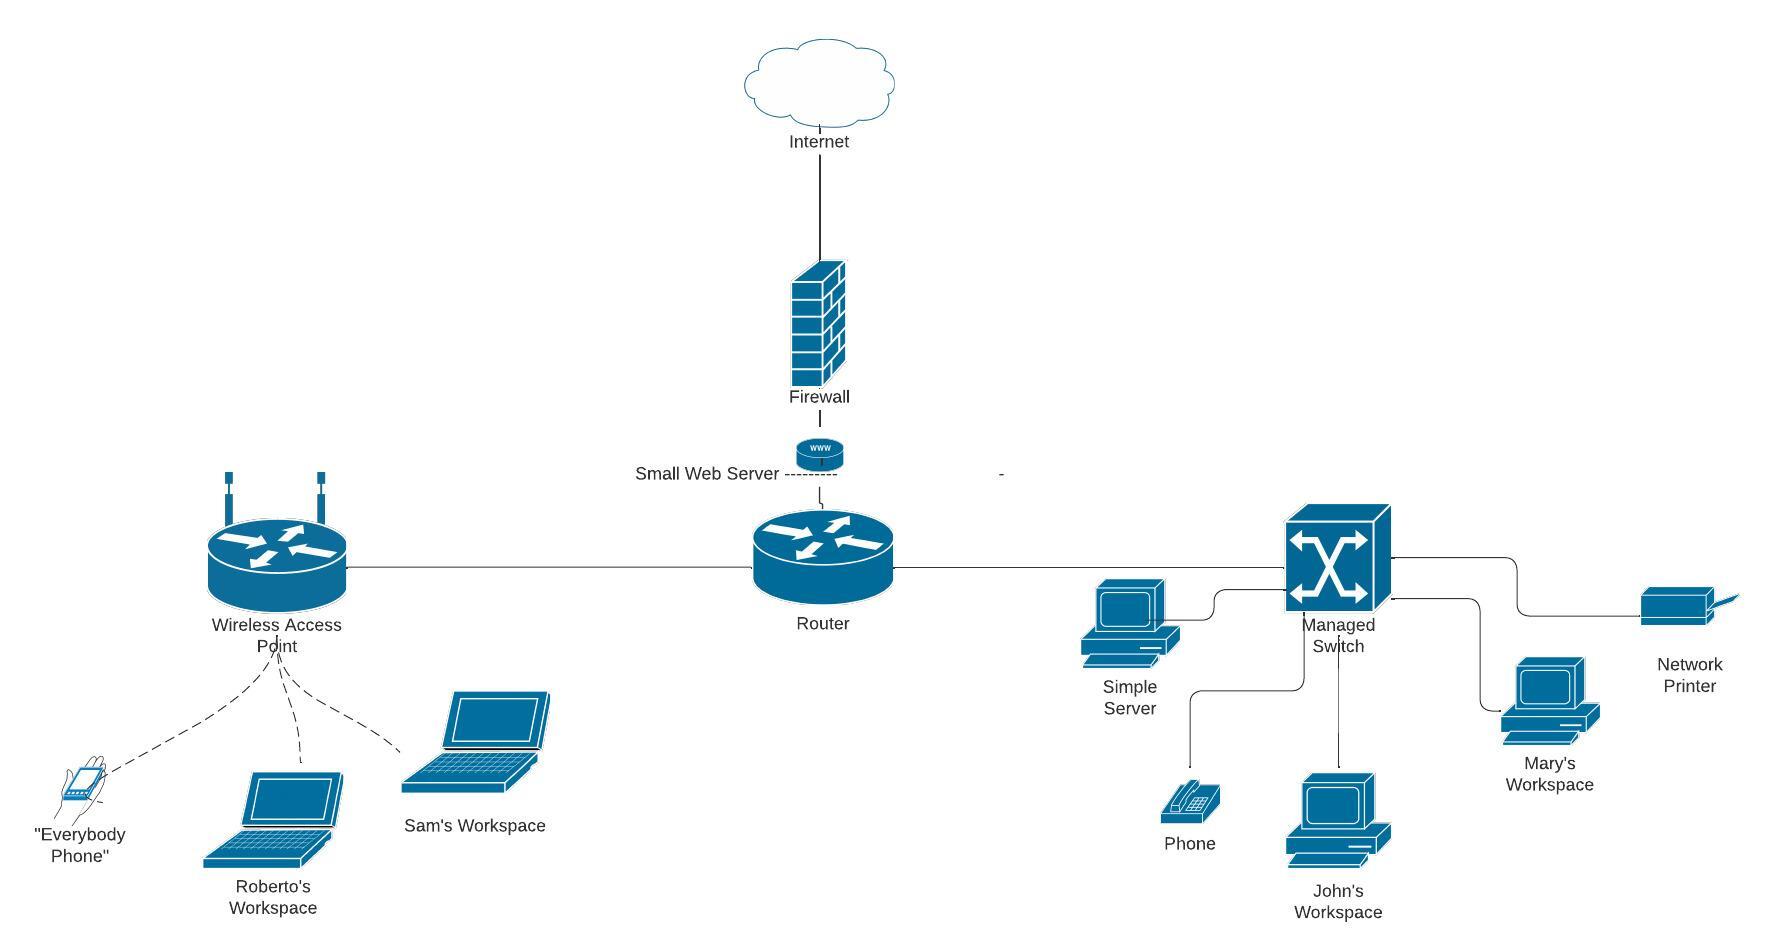 Internet
Firewall
www
Small Web Server
Wireless Access
Point
Router
Managed
Switch
Simple
Server
Network
Printer
Mary's
Workspace
"Everybody
Phone"
Sam's Workspace
Roberto's
Workspace
Phone
John's
Workspace